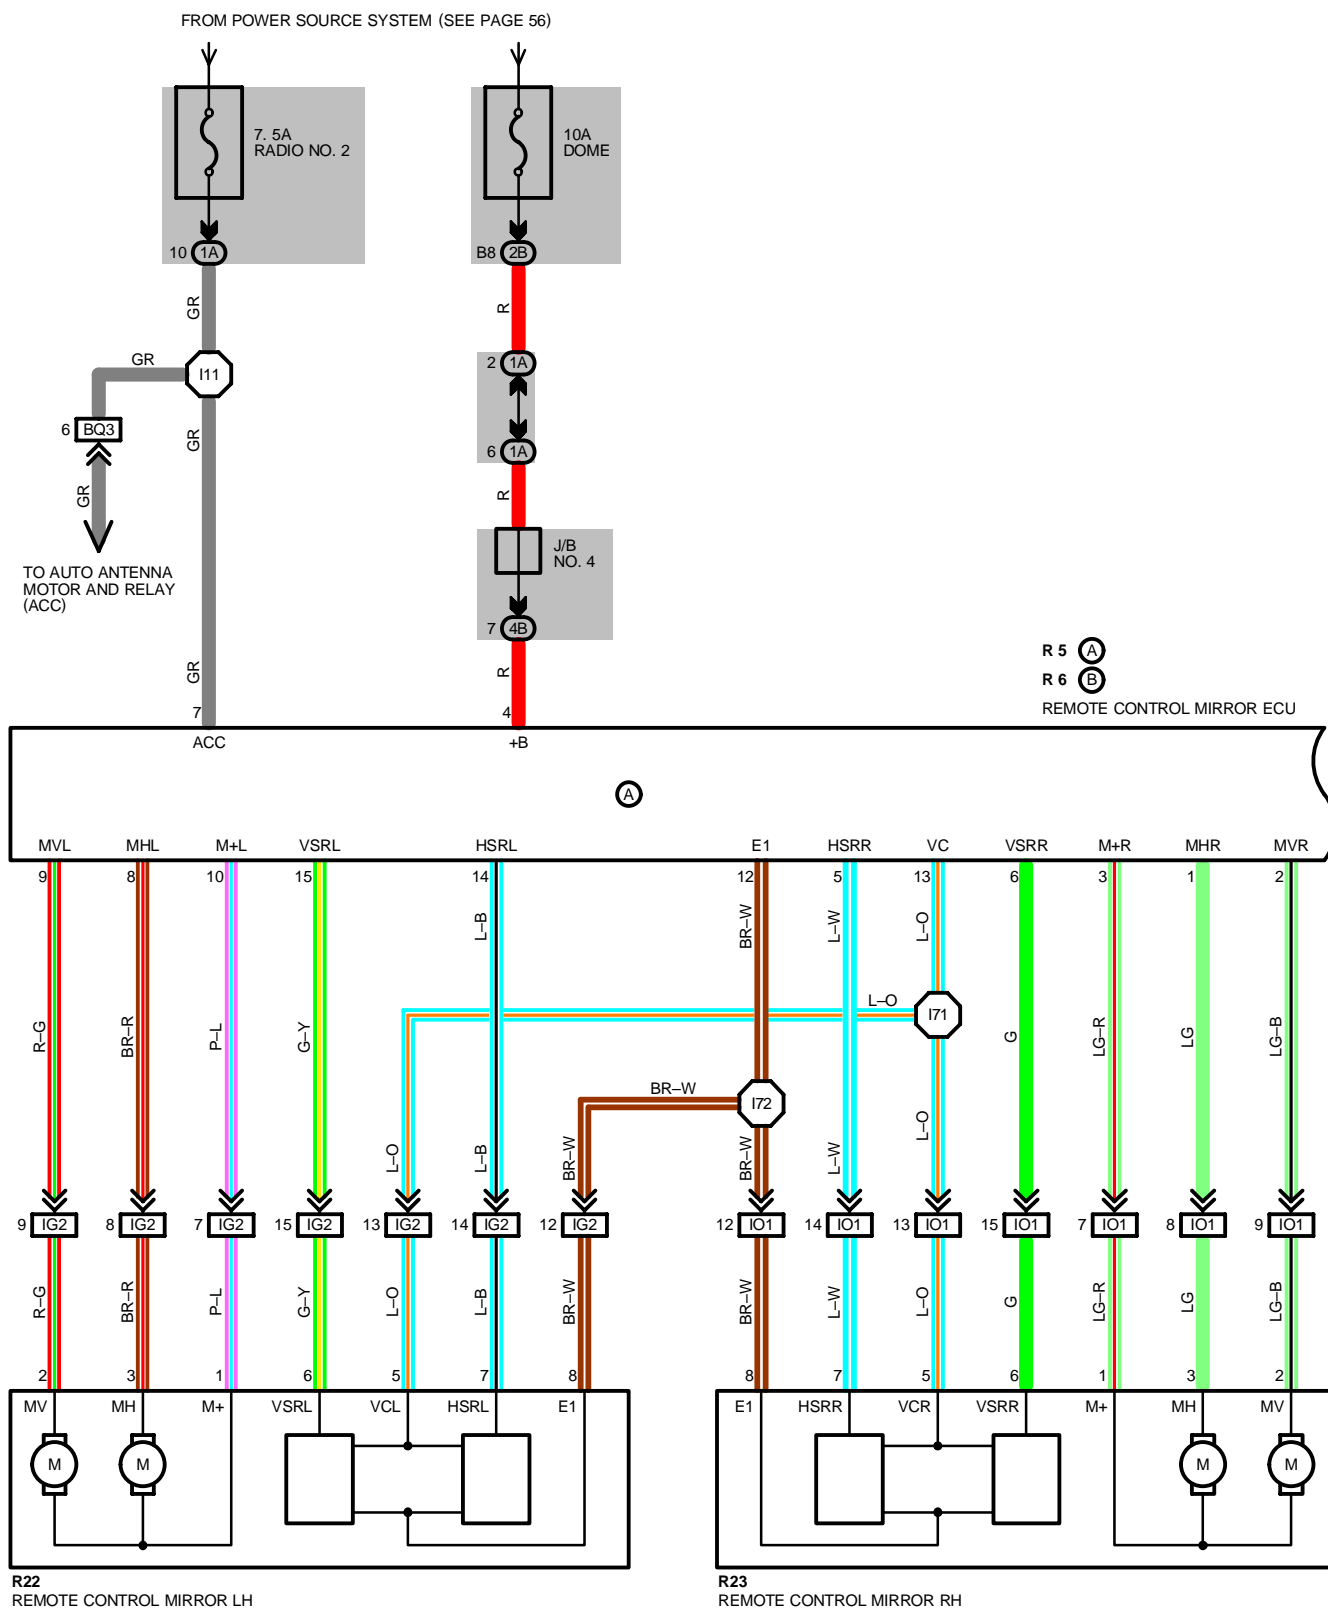 FROM POWER SOURCE SYSTEM (SEE PAGE 56)
7. 5A
RADIO NO. 2
10A
DOME
10 1A
B8 2B
GR
R
2 1A
GR
I11
6 BQ3
GR
6 1A
GR
R
J/B
NO. 4
TO AUTO ANTENNA
MOTOR AND RELAY
(ACC)
7 4B
GR
R
R 5 A
R 6 B
REMOTE CONTROL MIRROR ECU
7 4
ACC +B
A
MVL MHL M+L VSRL HSRL E1 HSRR VC VSRR M+R MHR MVR
9 8 10 15 14 12 5 13 6 3 1 2
L–B BR–W L–W L–O
L–O
I71
R–G BR–R P–L G–Y G LG–R LG LG–B
BR–W
I72
L–O L–B BR–W BR–W L–W L–O
9 IG2 8 IG2 7 IG2 15 IG2 13 IG2 14 IG2 12 IG2 12 IO1 14 IO1 13 IO1 15 IO1 7 IO1 8 IO1 9 IO1
R–G BR–R P–L G–Y L–O L–B BR–W BR–W L–W L–O G LG–R LG LG–B
2 3 1 6 5 7 8 8 7 5 6 1 3 2
MV MH M+ VSRL VCL HSRL E1 E1 HSRR VCR VSRR M+ MH MV
M M M M
R22
REMOTE CONTROL MIRROR LH
R23
REMOTE CONTROL MIRROR RH